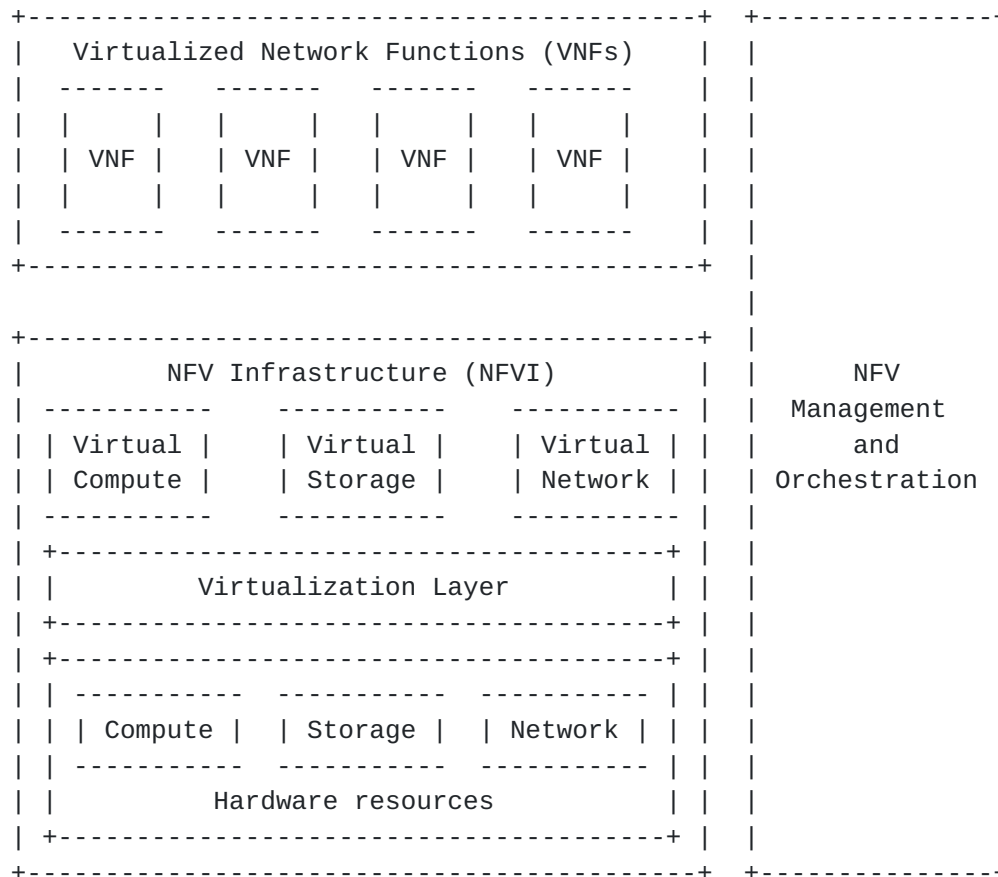 Virtualized Network Functions (VNFs)
VNF VNF VNF VNF
NFV Infrastructure (NFVI)
NFV
Management
Virtual Virtual Virtual
and
Compute Storage Network
Orchestration
Virtualization Layer
Compute Storage Network
Hardware resources